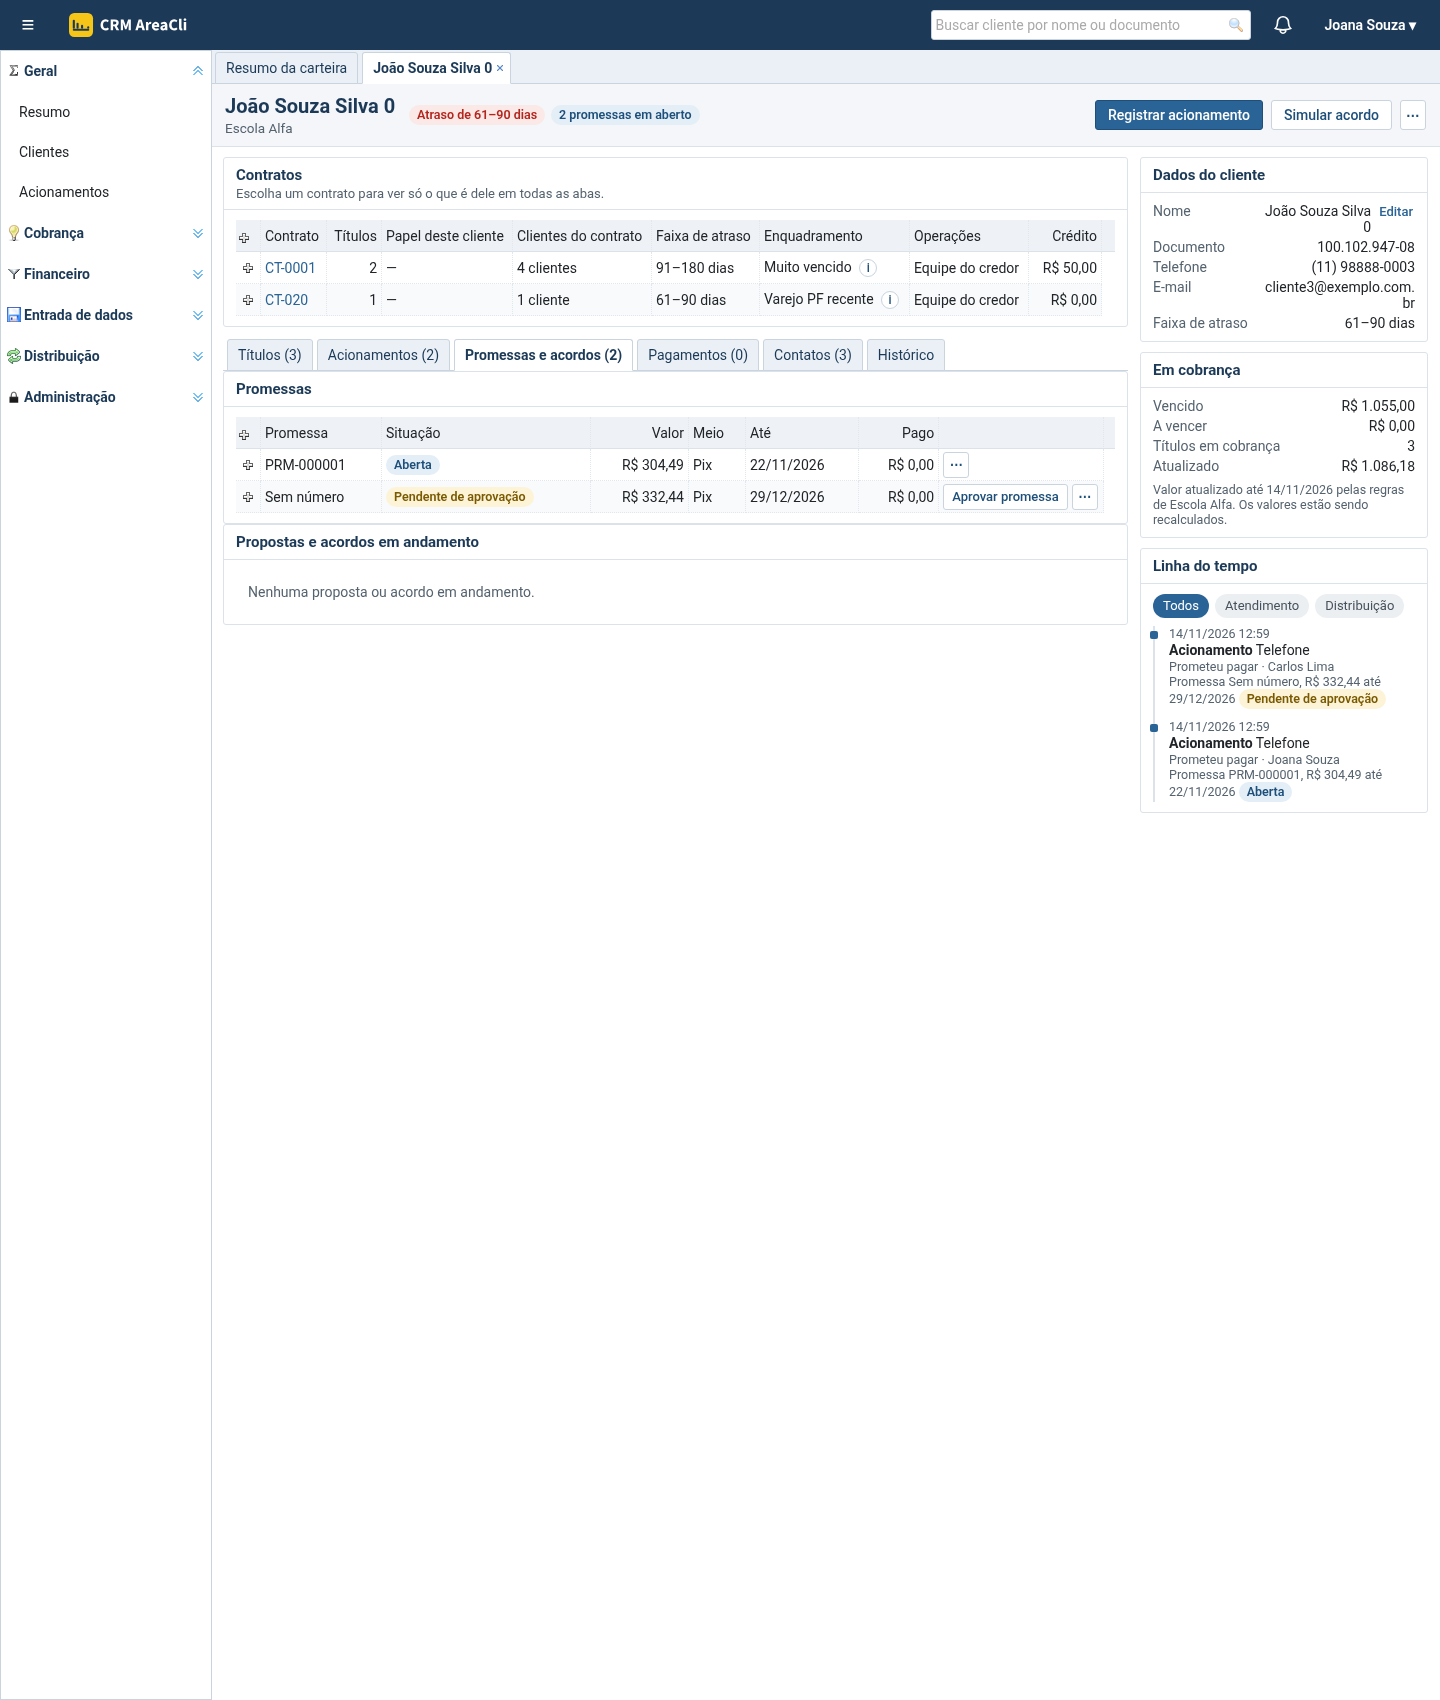 CRM AreaCli
Buscar cliente por nome ou documento
Joana Souza ▾
Geral
Resumo
Clientes
Acionamentos
Cobrança
Financeiro
Entrada de dados
Distribuição
Administração
Resumo da carteira
João Souza Silva 0 ×
João Souza Silva 0
Escola Alfa
Atraso de 61–90 dias
2 promessas em aberto
Registrar acionamento
Simular acordo
···
Contratos
Escolha um contrato para ver só o que é dele em todas as abas.
Contrato Títulos Papel deste cliente Clientes do contrato Faixa de atraso Enquadramento Operações Crédito
CT-0001 2 — 4 clientes 91–180 dias Muito vencido i Equipe do credor R$ 50,00
CT-020 1 — 1 cliente 61–90 dias Varejo PF recente i Equipe do credor R$ 0,00
Títulos (3) Acionamentos (2) Promessas e acordos (2) Pagamentos (0) Contatos (3) Histórico
Promessas
Promessa Situação Valor Meio Até Pago
PRM-000001 Aberta R$ 304,49 Pix 22/11/2026 R$ 0,00 ···
Sem número Pendente de aprovação R$ 332,44 Pix 29/12/2026 R$ 0,00 Aprovar promessa ···
Propostas e acordos em andamento
Nenhuma proposta ou acordo em andamento.
Dados do cliente
Nome João Souza Silva Editar
0
Documento 100.102.947-08
Telefone (11) 98888-0003
E-mail cliente3@exemplo.com.
br
Faixa de atraso 61–90 dias
Em cobrança
Vencido R$ 1.055,00
A vencer R$ 0,00
Títulos em cobrança 3
Atualizado R$ 1.086,18
Valor atualizado até 14/11/2026 pelas regras
de Escola Alfa. Os valores estão sendo
recalculados.
Linha do tempo
Todos Atendimento Distribuição
14/11/2026 12:59
Acionamento Telefone
Prometeu pagar · Carlos Lima
Promessa Sem número, R$ 332,44 até
29/12/2026 Pendente de aprovação
14/11/2026 12:59
Acionamento Telefone
Prometeu pagar · Joana Souza
Promessa PRM-000001, R$ 304,49 até
22/11/2026 Aberta